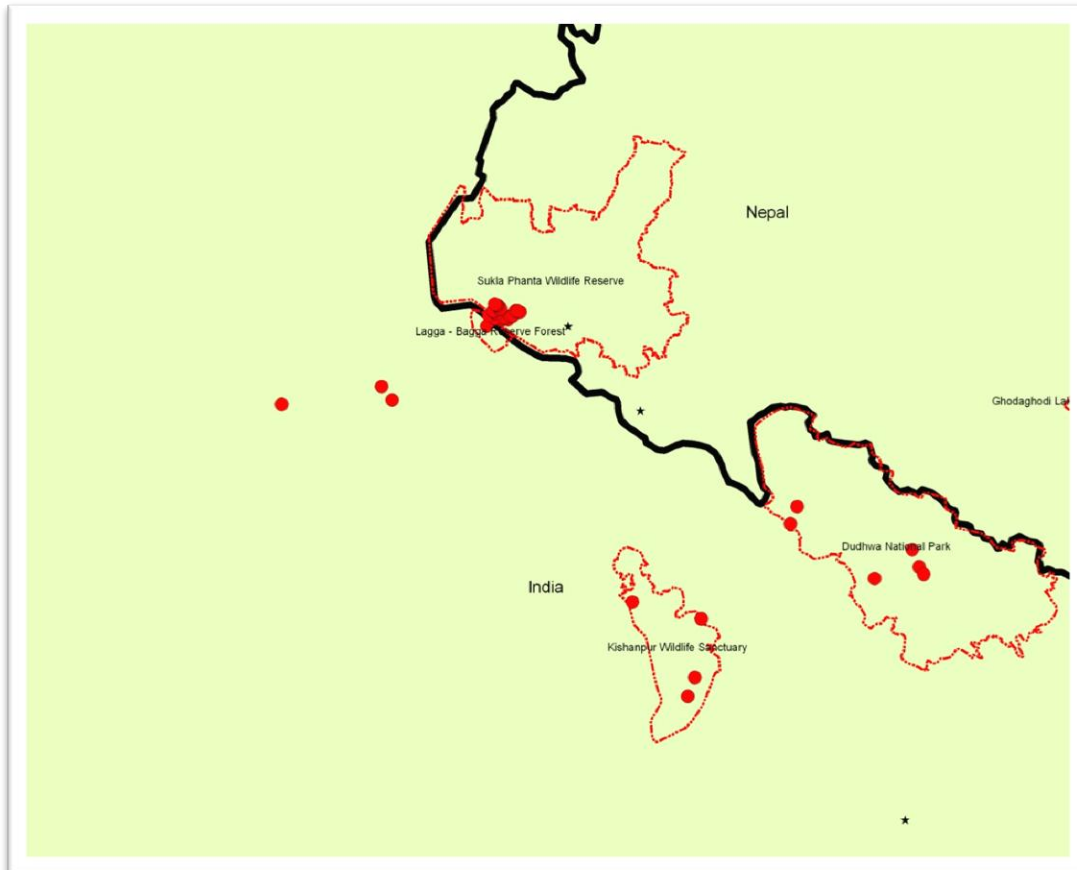 Nepal
Sukla Phanta Wildlife Reserve
Lagga - Bagga Reserve Forest
Ghodaghodi
Dudhwa National Park
India
Kishanpur Wildlife Sanctuary